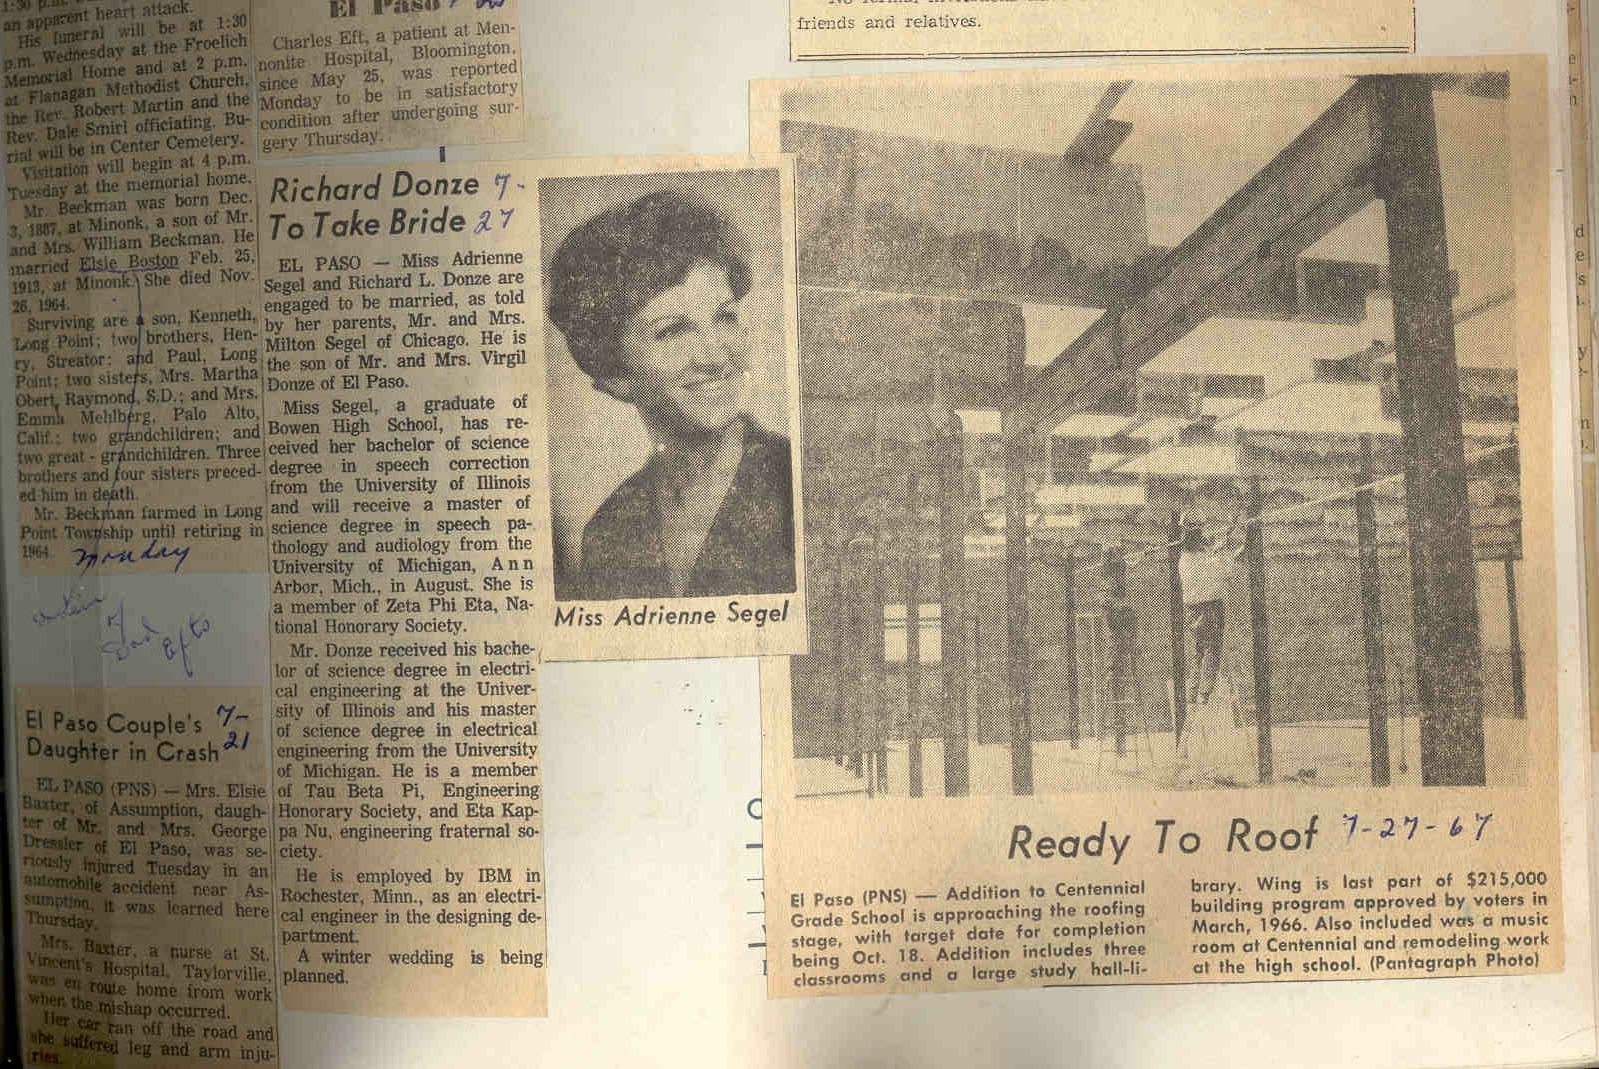 1:30 p.m.
an apparent heart attack.
His funeral will be at 1:30
p.m. Wednesday at the Froelich
Memorial Home and at 2 p.m.
at Flanagan Methodist Church,
the Rev. Robert Martin and the
Rev. Dale Smirl officiating. Bu-
rial will be in Center Cemetery.
Visitation will begin at 4 p.m.
Tuesday at the memorial home.
Mr. Beckman was born Dec.
3, 1887, at Minonk, a son of Mr.
and Mrs. William Beckman. He
married Elsie Boston Feb. 25,
1913, at Minonk. She died Nov.
26, 1964.
Surviving are a son, Kenneth,
Long Point; two brothers, Hen-
ry, Streator; and Paul, Long
Point; two sisters, Mrs. Martha
Obert, Raymond, S.D.; and Mrs.
Emma Mehlberg, Palo Alto,
Calif.; two grandchildren; and
two great - grandchildren. Three
brothers and four sisters preced-
ed him in death.
Mr. Beckman farmed in Long
Point Township until retiring in
1964.
Monday
of
Dad
Efts
El Paso Couple's 7-
Daughter in Crash 21
EL PASO (PNS) — Mrs. Elsie
Baxter, of Assumption, daugh-
ter of Mr. and Mrs. George
Dressler of El Paso, was se-
riously injured Tuesday in an
automobile accident near As-
sumption, it was learned here
Thursday.
Mrs. Baxter, a nurse at St.
Vincent's Hospital, Taylorville,
was en route home from work
when the mishap occurred.
Her car ran off the road and
she suffered leg and arm inju-
ries.
El Paso
Charles Eft, a patient at Men-
nonite Hospital, Bloomington,
since May 25, was reported
Monday to be in satisfactory
condition after undergoing sur-
gery Thursday.
Richard Donze 7-
To Take Bride 27
EL PASO — Miss Adrienne
Segel and Richard L. Donze are
engaged to be married, as told
by her parents, Mr. and Mrs.
Milton Segel of Chicago. He is
the son of Mr. and Mrs. Virgil
Donze of El Paso.
Miss Segel, a graduate of
Bowen High School, has re-
ceived her bachelor of science
degree in speech correction
from the University of Illinois
and will receive a master of
science degree in speech pa-
thology and audiology from the
University of Michigan, Ann
Arbor, Mich., in August. She is
a member of Zeta Phi Eta, Na-
tional Honorary Society.
Mr. Donze received his bache-
lor of science degree in electri-
cal engineering at the Univer-
sity of Illinois and his master
of science degree in electrical
engineering from the University
of Michigan. He is a member
of Tau Beta Pi, Engineering
Honorary Society, and Eta Kap-
pa Nu, engineering fraternal so-
ciety.
He is employed by IBM in
Rochester, Minn., as an electri-
cal engineer in the designing de-
partment.
A winter wedding is being
planned.
Miss Adrienne Segel
friends and relatives.
Ready To Roof 7-27-67
El Paso (PNS) — Addition to Centennial
Grade School is approaching the roofing
stage, with target date for completion
being Oct. 18. Addition includes three
classrooms and a large study hall-li-
brary. Wing is last part of $215,000
building program approved by voters in
March, 1966. Also included was a music
room at Centennial and remodeling work
at the high school. (Pantagraph Photo)